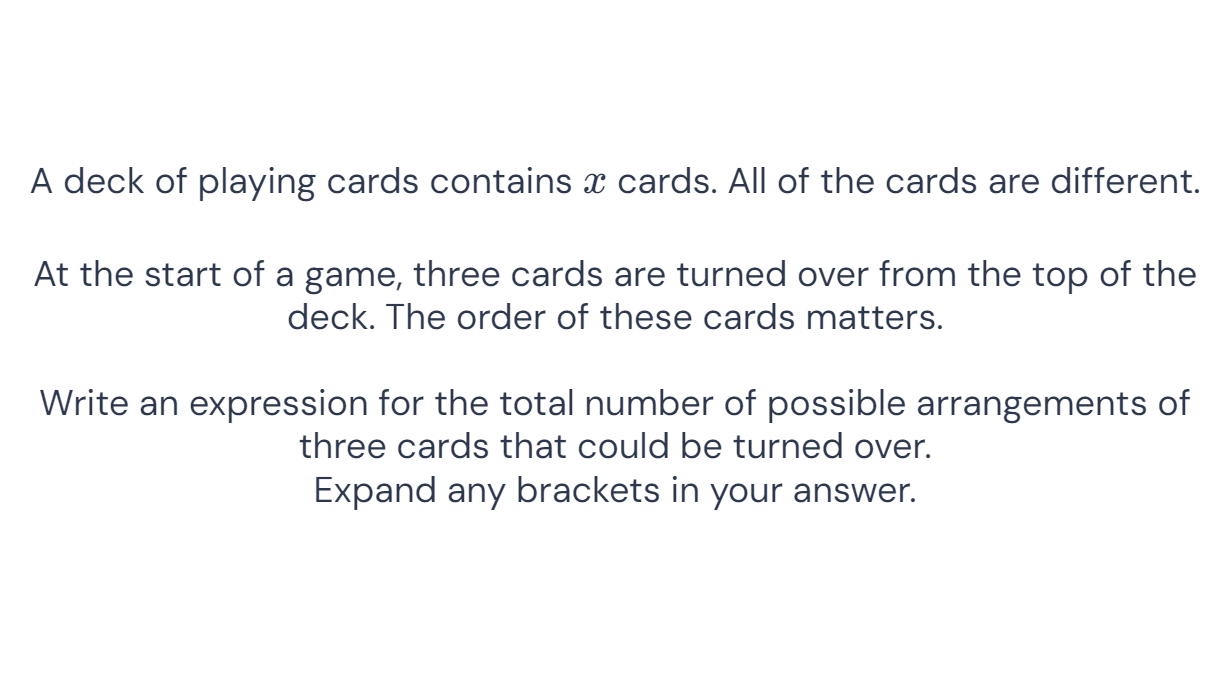 A deck of playing cards contains x cards. All of the cards are different.
At the start of a game, three cards are turned over from the top of the
deck. The order of these cards matters.
Write an expression for the total number of possible arrangements of
three cards that could be turned over.
Expand any brackets in your answer.